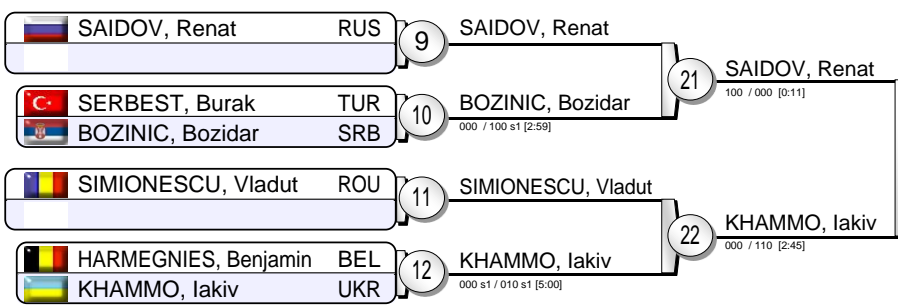 SAIDOV, Renat RUS
9
SAIDOV, Renat
21
SAIDOV, Renat
100 / 000 [0:11]
SERBEST, Burak TUR
BOZINIC, Bozidar SRB
10
BOZINIC, Bozidar
000 / 100 s1 [2:59]
SIMIONESCU, Vladut ROU
11
SIMIONESCU, Vladut
22
KHAMMO, Iakiv
000 / 110 [2:45]
HARMEGNIES, Benjamin BEL
KHAMMO, Iakiv UKR
12
KHAMMO, Iakiv
000 s1 / 010 s1 [5:00]